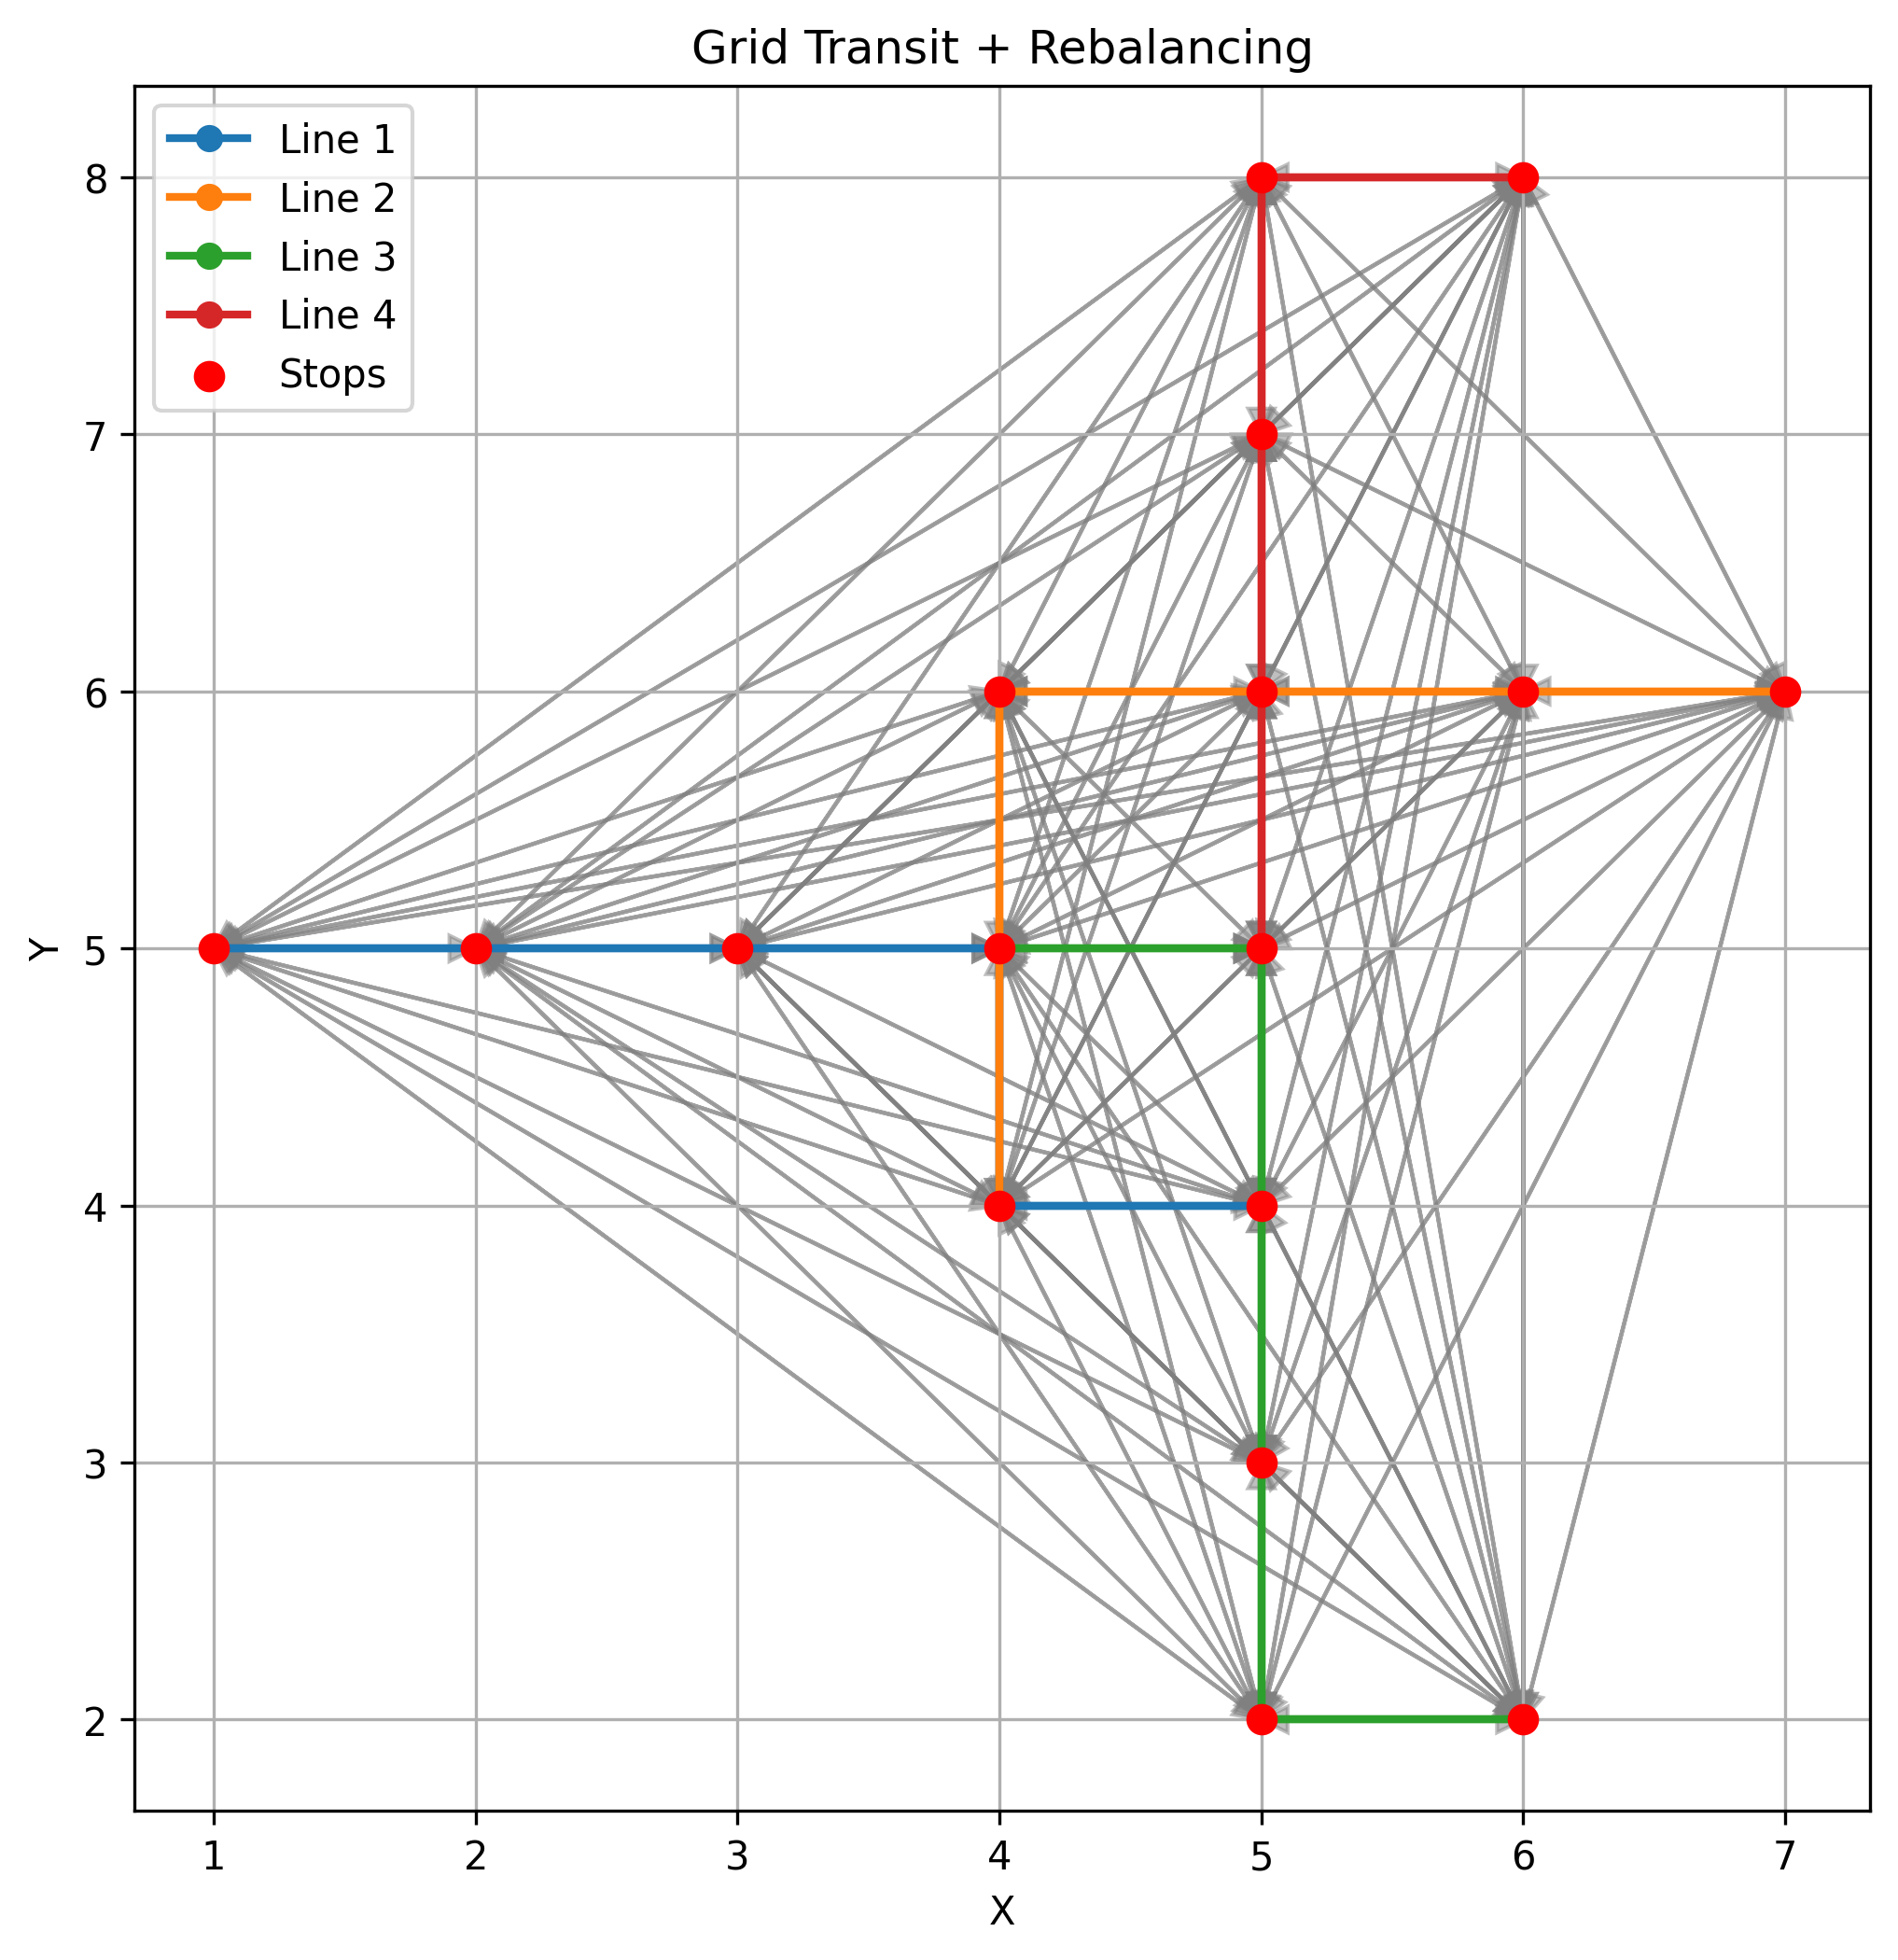 Grid Transit + Rebalancing
Line 1
Line 2
Line 3
Line 4
Stops
8
7
6
5
4
3
2
Y
1 2 3 4 5 6 7
X